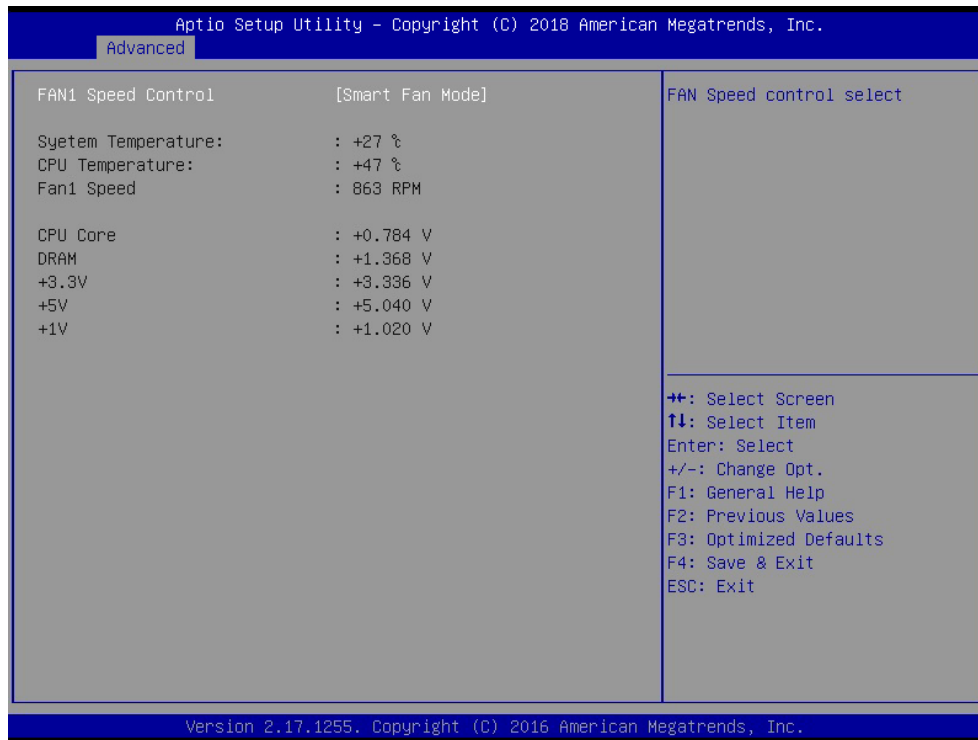 Aptio Setup Utility – Copyright (C) 2018 American Megatrends, Inc.
Advanced
FAN1 Speed Control [Smart Fan Mode]
Syetem Temperature: : +27 ℃
CPU Temperature: : +47 ℃
Fan1 Speed : 863 RPM
CPU Core : +0.784 V
DRAM : +1.368 V
+3.3V : +3.336 V
+5V : +5.040 V
+1V : +1.020 V
FAN Speed control select
→←: Select Screen
↑↓: Select Item
Enter: Select
+/-: Change Opt.
F1: General Help
F2: Previous Values
F3: Optimized Defaults
F4: Save & Exit
ESC: Exit
Version 2.17.1255. Copyright (C) 2016 American Megatrends, Inc.